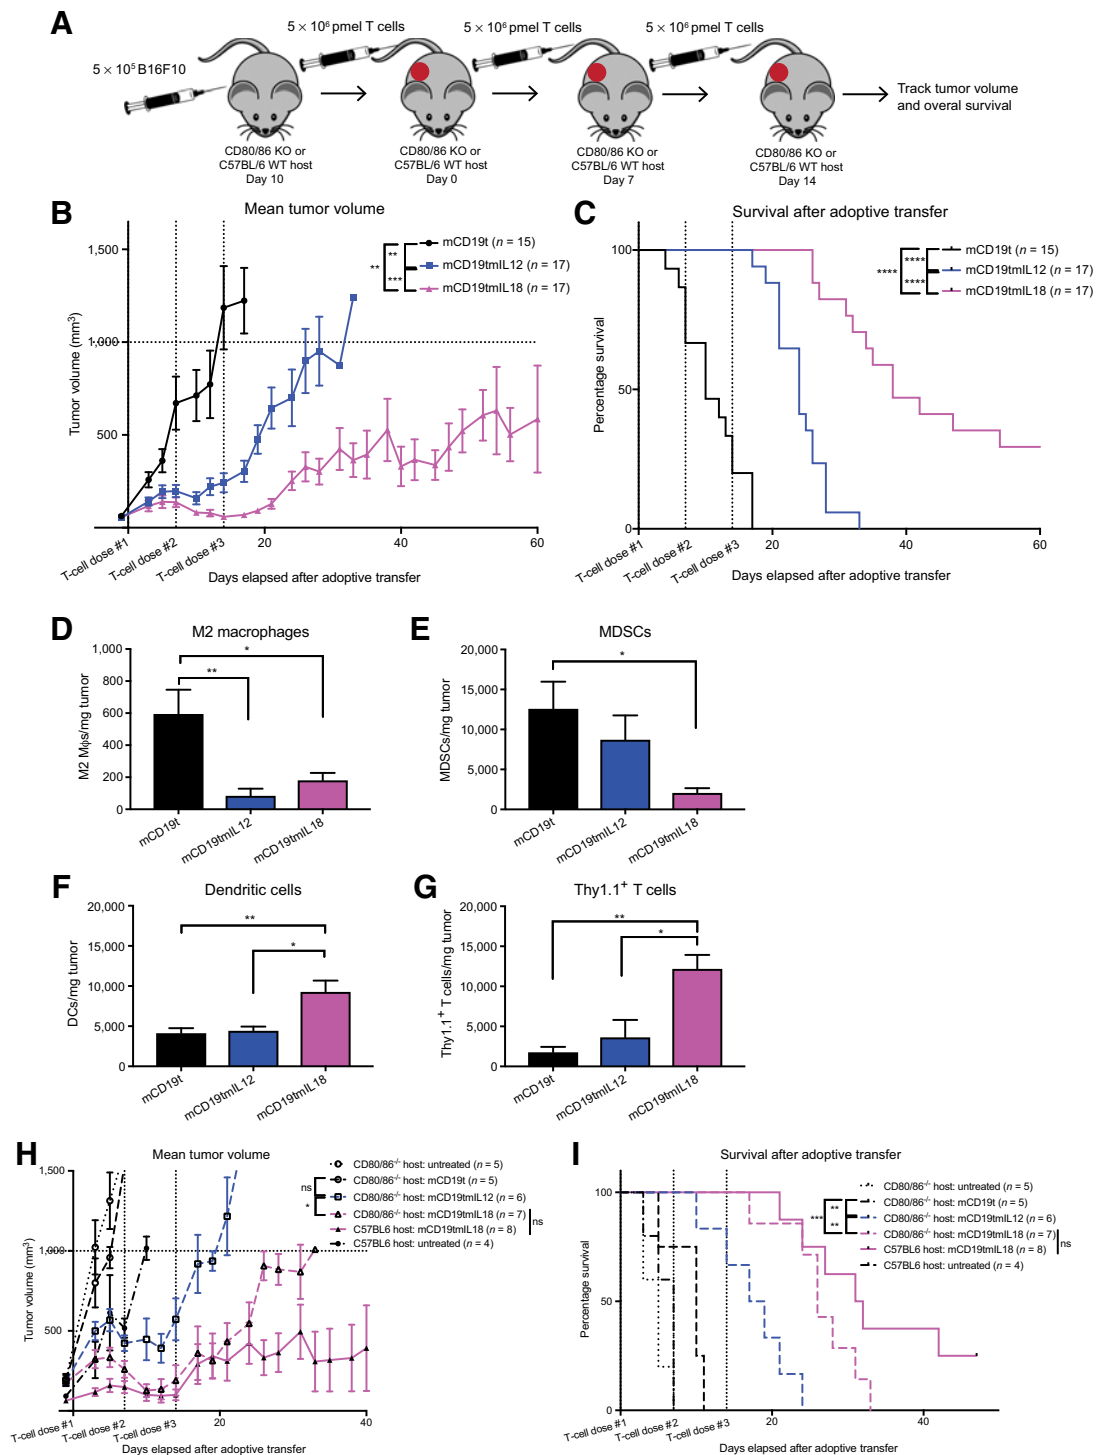 A
5 × 10⁶ pmel T cells
5 × 10⁶ pmel T cells
5 × 10⁶ pmel T cells
5 × 10⁵ B16F10
Track tumor volume
and overal survival
CD80/86 KO or
C57BL/6 WT host
Day 10
CD80/86 KO or
C57BL/6 WT host
Day 0
CD80/86 KO or
C57BL/6 WT host
Day 7
CD80/86 KO or
C57BL/6 WT host
Day 14
B
Mean tumor volume
Tumor volume (mm³)
1,500
1,000
500
mCD19t (n = 15)
mCD19tmIL12 (n = 17)
mCD19tmIL18 (n = 17)
**
**
***
T-cell dose #1
T-cell dose #2
T-cell dose #3
20
40
60
Days elapsed after adoptive transfer
C
Survival after adoptive transfer
Percentage survival
100
50
0
mCD19t (n = 15)
mCD19tmIL12 (n = 17)
mCD19tmIL18 (n = 17)
****
****
****
T-cell dose #1
T-cell dose #2
T-cell dose #3
20
40
60
Days elapsed after adoptive transfer
D
M2 macrophages
M2 Mφs/mg tumor
1,000
800
600
400
200
0
*
**
mCD19t
mCD19tmIL12
mCD19tmIL18
E
MDSCs
MDSCs/mg tumor
20,000
15,000
10,000
5,000
0
*
mCD19t
mCD19tmIL12
mCD19tmIL18
F
Dendritic cells
DCs/mg tumor
20,000
15,000
10,000
5,000
0
**
*
mCD19t
mCD19tmIL12
mCD19tmIL18
G
Thy1.1⁺ T cells
Thy1.1⁺ T cells/mg tumor
20,000
15,000
10,000
5,000
0
**
*
mCD19t
mCD19tmIL12
mCD19tmIL18
H
Mean tumor volume
Tumor volume (mm³)
1,500
1,000
500
CD80/86⁻/⁻ host: untreated (n = 5)
CD80/86⁻/⁻ host: mCD19t (n = 5)
CD80/86⁻/⁻ host: mCD19tmIL12 (n = 6)
CD80/86⁻/⁻ host: mCD19tmIL18 (n = 7)
C57BL6 host: mCD19tmIL18 (n = 8)
C57BL6 host: untreated (n = 4)
ns
*
ns
T-cell dose #1
T-cell dose #2
T-cell dose #3
20
40
Days elapsed after adoptive transfer
I
Survival after adoptive transfer
Percentage survival
100
50
0
CD80/86⁻/⁻ host: untreated (n = 5)
CD80/86⁻/⁻ host: mCD19t (n = 5)
CD80/86⁻/⁻ host: mCD19tmIL12 (n = 6)
CD80/86⁻/⁻ host: mCD19tmIL18 (n = 7)
C57BL6 host: mCD19tmIL18 (n = 8)
C57BL6 host: untreated (n = 4)
***
**
**
ns
T-cell dose #1
T-cell dose #2
T-cell dose #3
20
40
Days elapsed after adoptive transfer